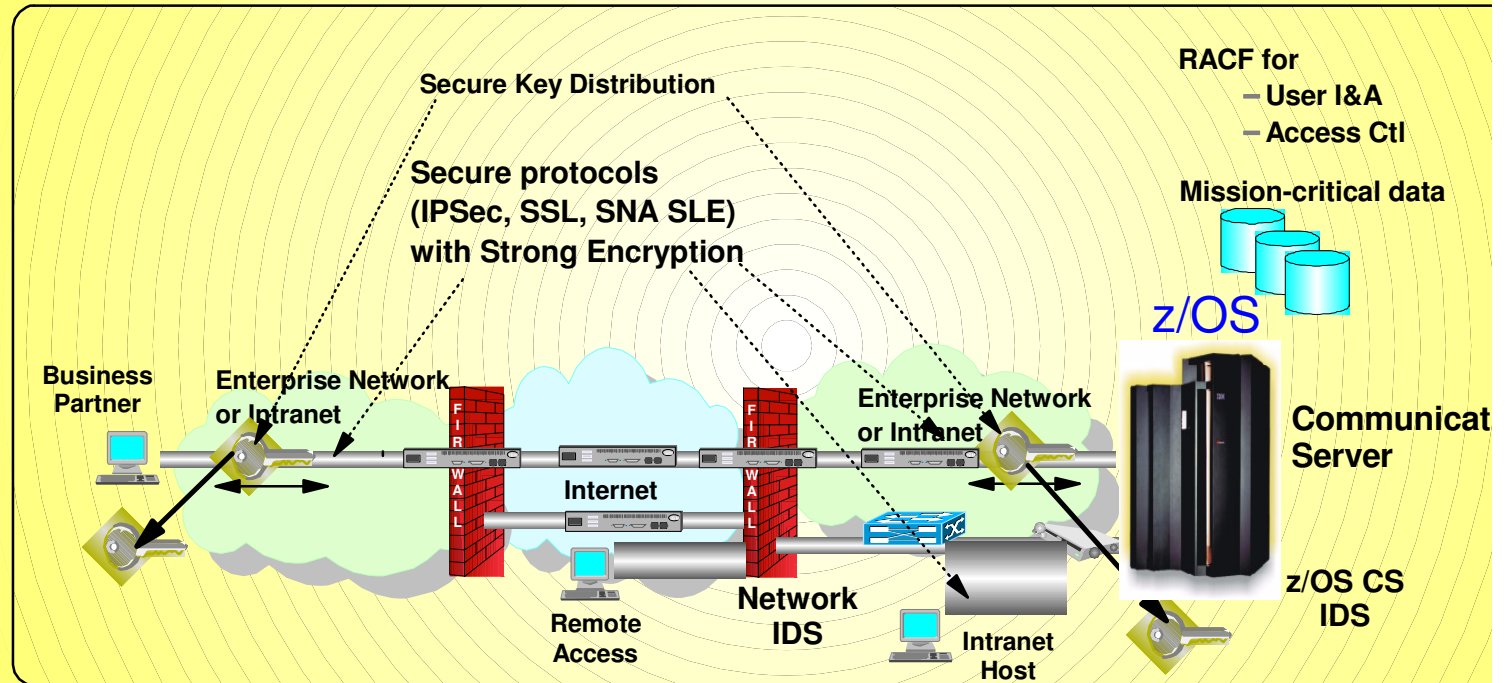 RACF for
– User I&A
– Access Ctl
Secure Key Distribution
Secure protocols
(IPSec, SSL, SNA SLE)
with Strong Encryption
Mission-critical data
z/OS
Business
Partner
Enterprise Network
or Intranet
FIREWALL
Internet
FIREWALL
Enterprise Network
or Intranet
Communicat
Server
Remote
Access
Network
IDS
Intranet
Host
z/OS CS
IDS